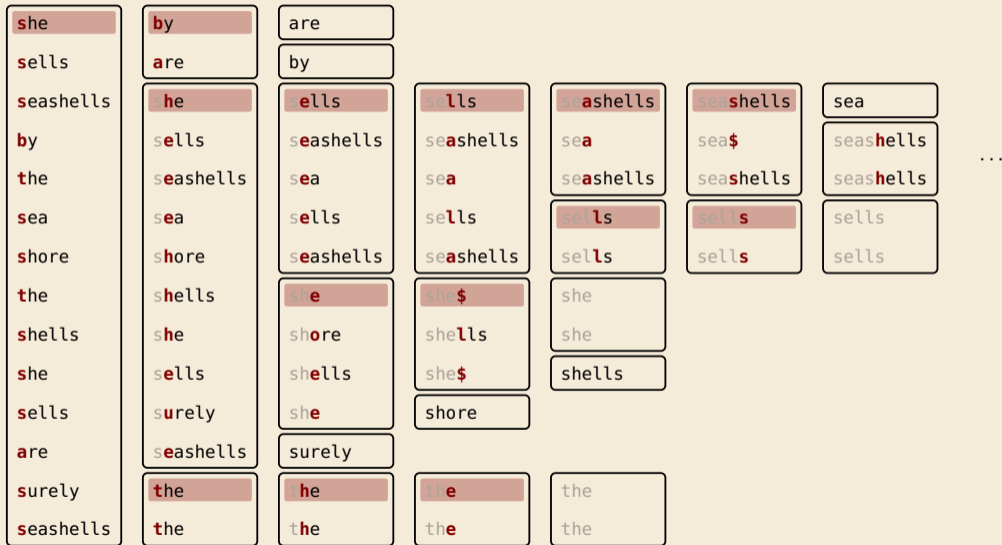 she by are
sells are by
seashells she sells sells seashells seashells sea
by sells seashells seashells sea sea$ seashells ...
the seashells sea sea seashells seashells seashells
sea sea sells sells sells sells sells
shore shore seashells seashells sells sells sells
the shells she she$ she
shells she shore shells she
she sells shells she$ shells
sells surely she shore
are seashells surely
surely the the the the
seashells the the the the